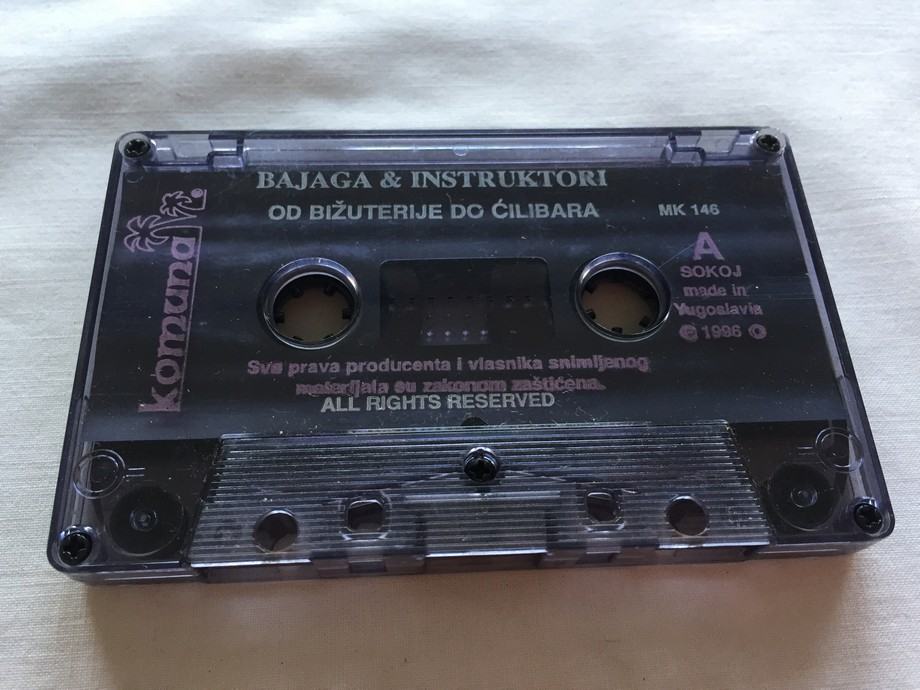 BAJAGA & INSTRUKTORI
OD BIŽUTERIJE DO ĆILIBARA
MK 146
komuna
®
A
SOKOJ
made in
Yugoslavia
℗ 1996 ©
Sva prava producenta i vlasnika snimljenog
materijala su zakonom zaštićena.
ALL RIGHTS RESERVED